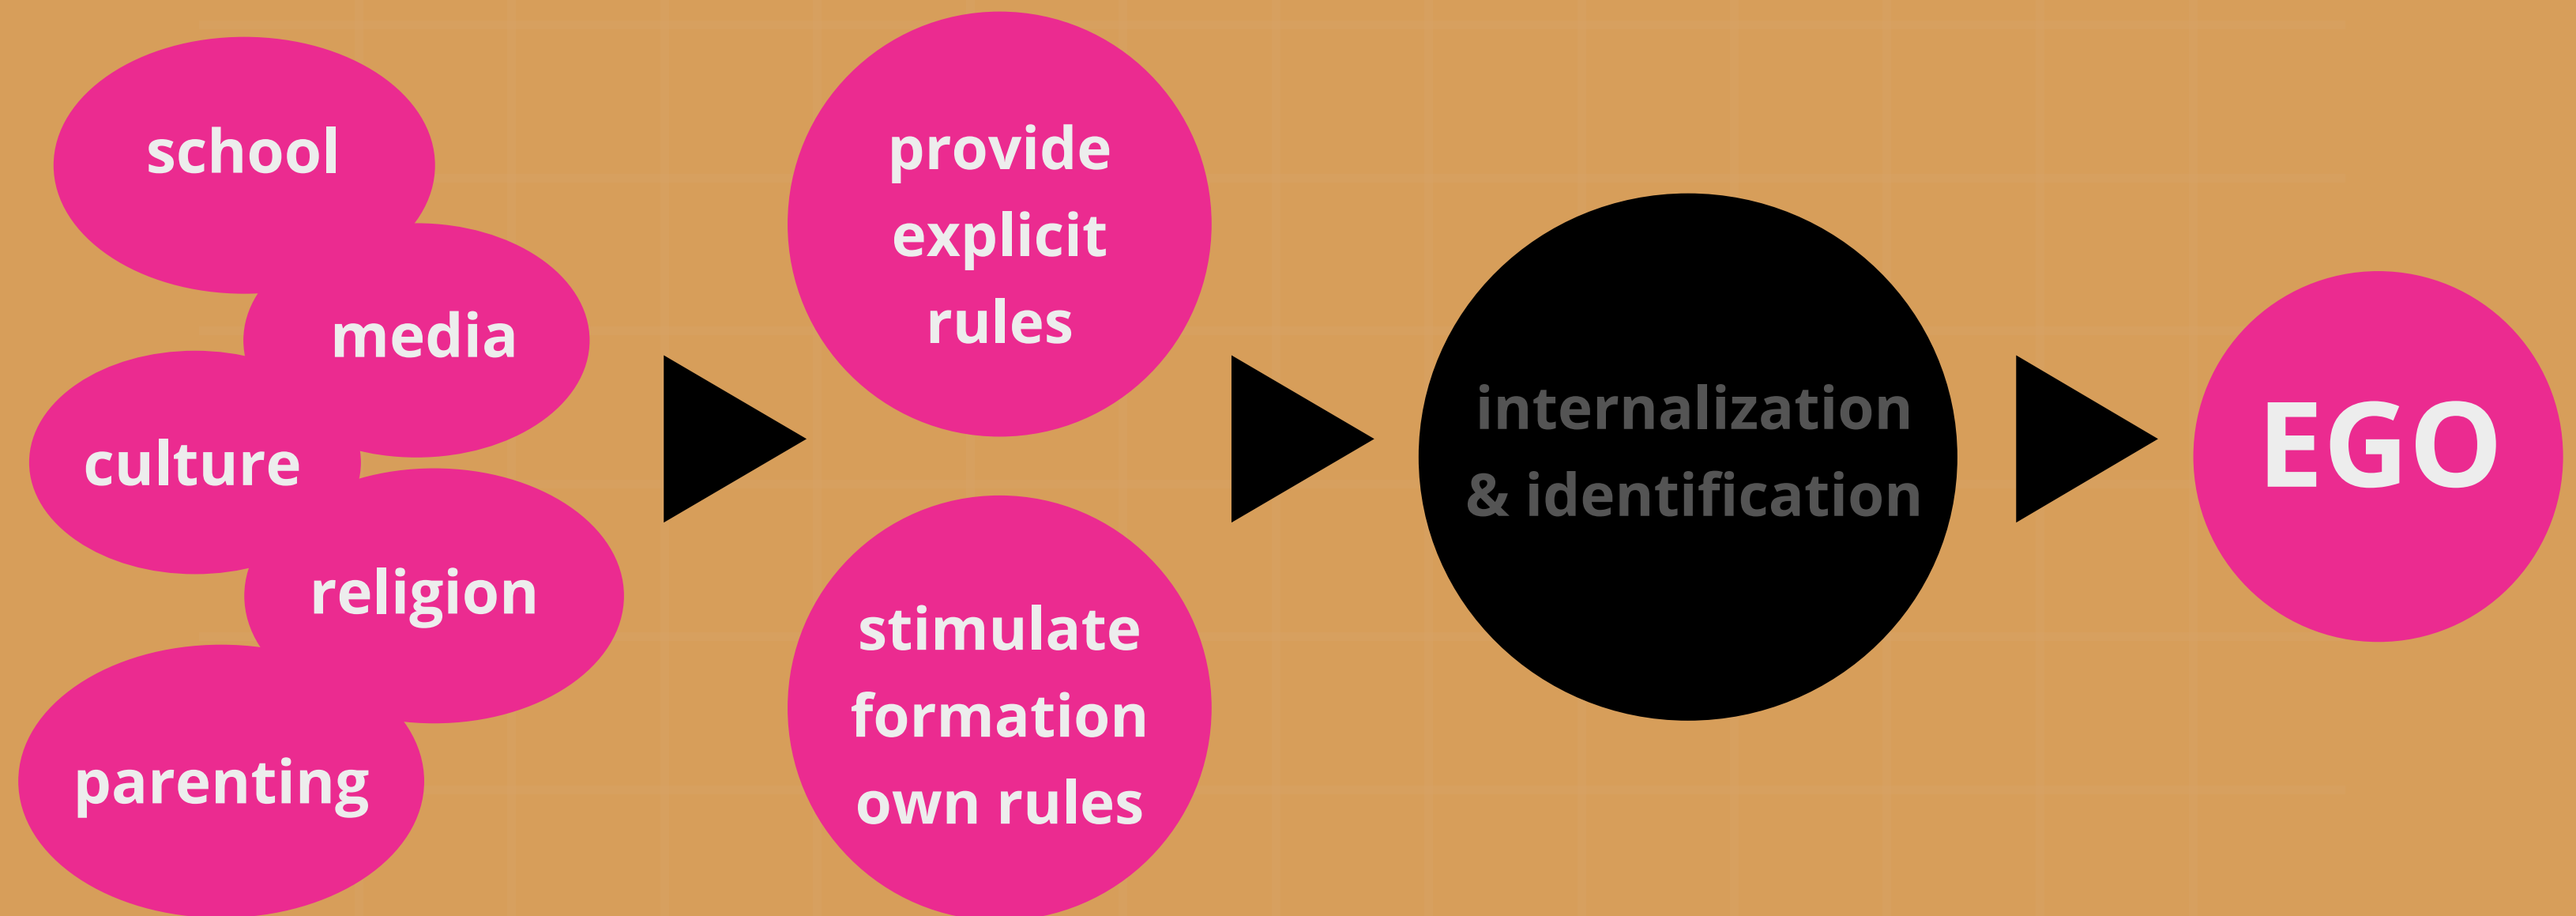 school
media
culture
religion
parenting
provide
explicit
rules
stimulate
formation
own rules
internalization
& identification
EGO